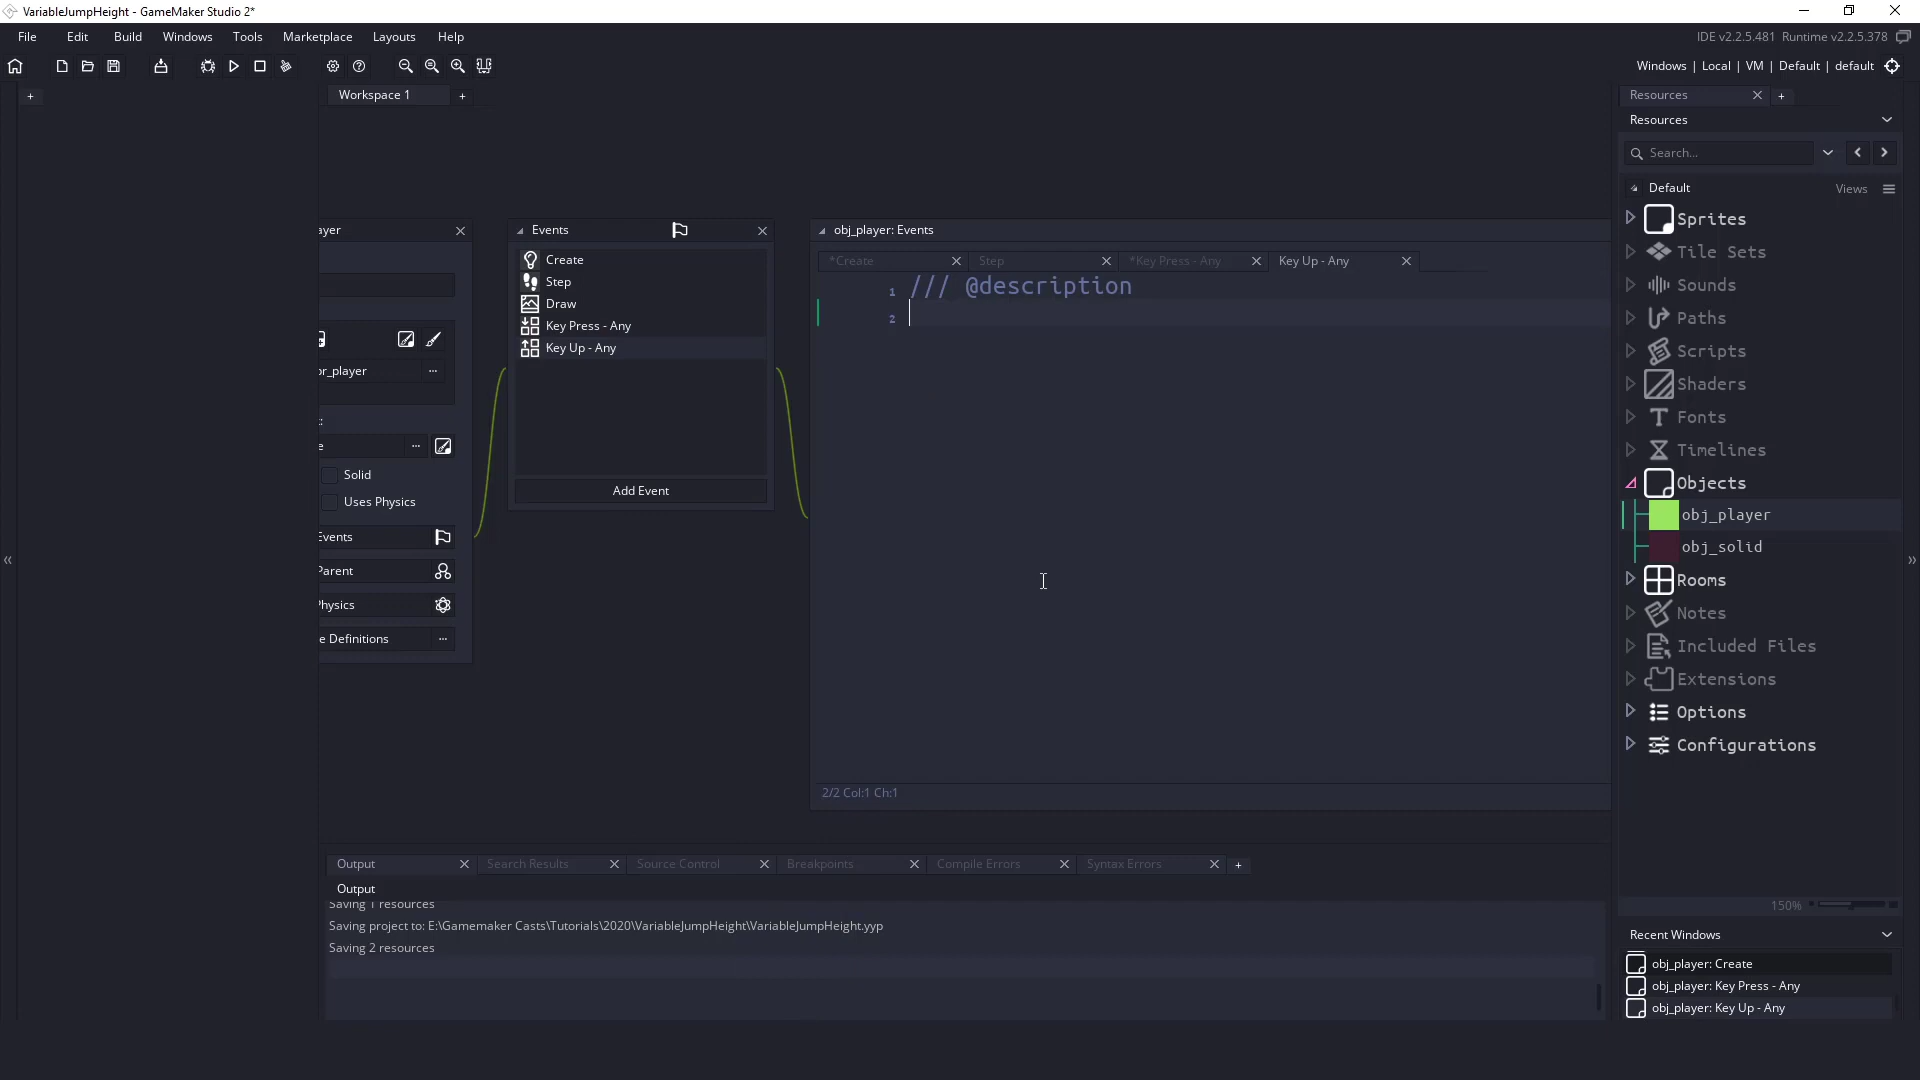 VariableJumpHeight - GameMaker Studio 2*
File Edit Build Windows Tools Marketplace Layouts Help
IDE v2.2.5.481 Runtime v2.2.5.378
Windows | Local | VM | Default | default
Workspace 1
Resources
Resources
Search...
Default
Views
Sprites
Tile Sets
Sounds
Paths
Scripts
Shaders
Fonts
Timelines
Objects
obj_player
obj_solid
Rooms
Notes
Included Files
Extensions
Options
Configurations
150%
Recent Windows
obj_player: Create
obj_player: Key Press - Any
obj_player: Key Up - Any
ayer
r_player
e
Solid
Uses Physics
Events
Parent
Physics
e Definitions
Events
Create
Step
Draw
Key Press - Any
Key Up - Any
Add Event
obj_player: Events
*Create
Step
*Key Press - Any
Key Up - Any
1 /// @description
2
2/2 Col:1 Ch:1
Output
Search Results
Source Control
Breakpoints
Compile Errors
Syntax Errors
Output
Saving 1 resources
Saving project to: E:\Gamemaker Casts\Tutorials\2020\VariableJumpHeight\VariableJumpHeight.yyp
Saving 2 resources